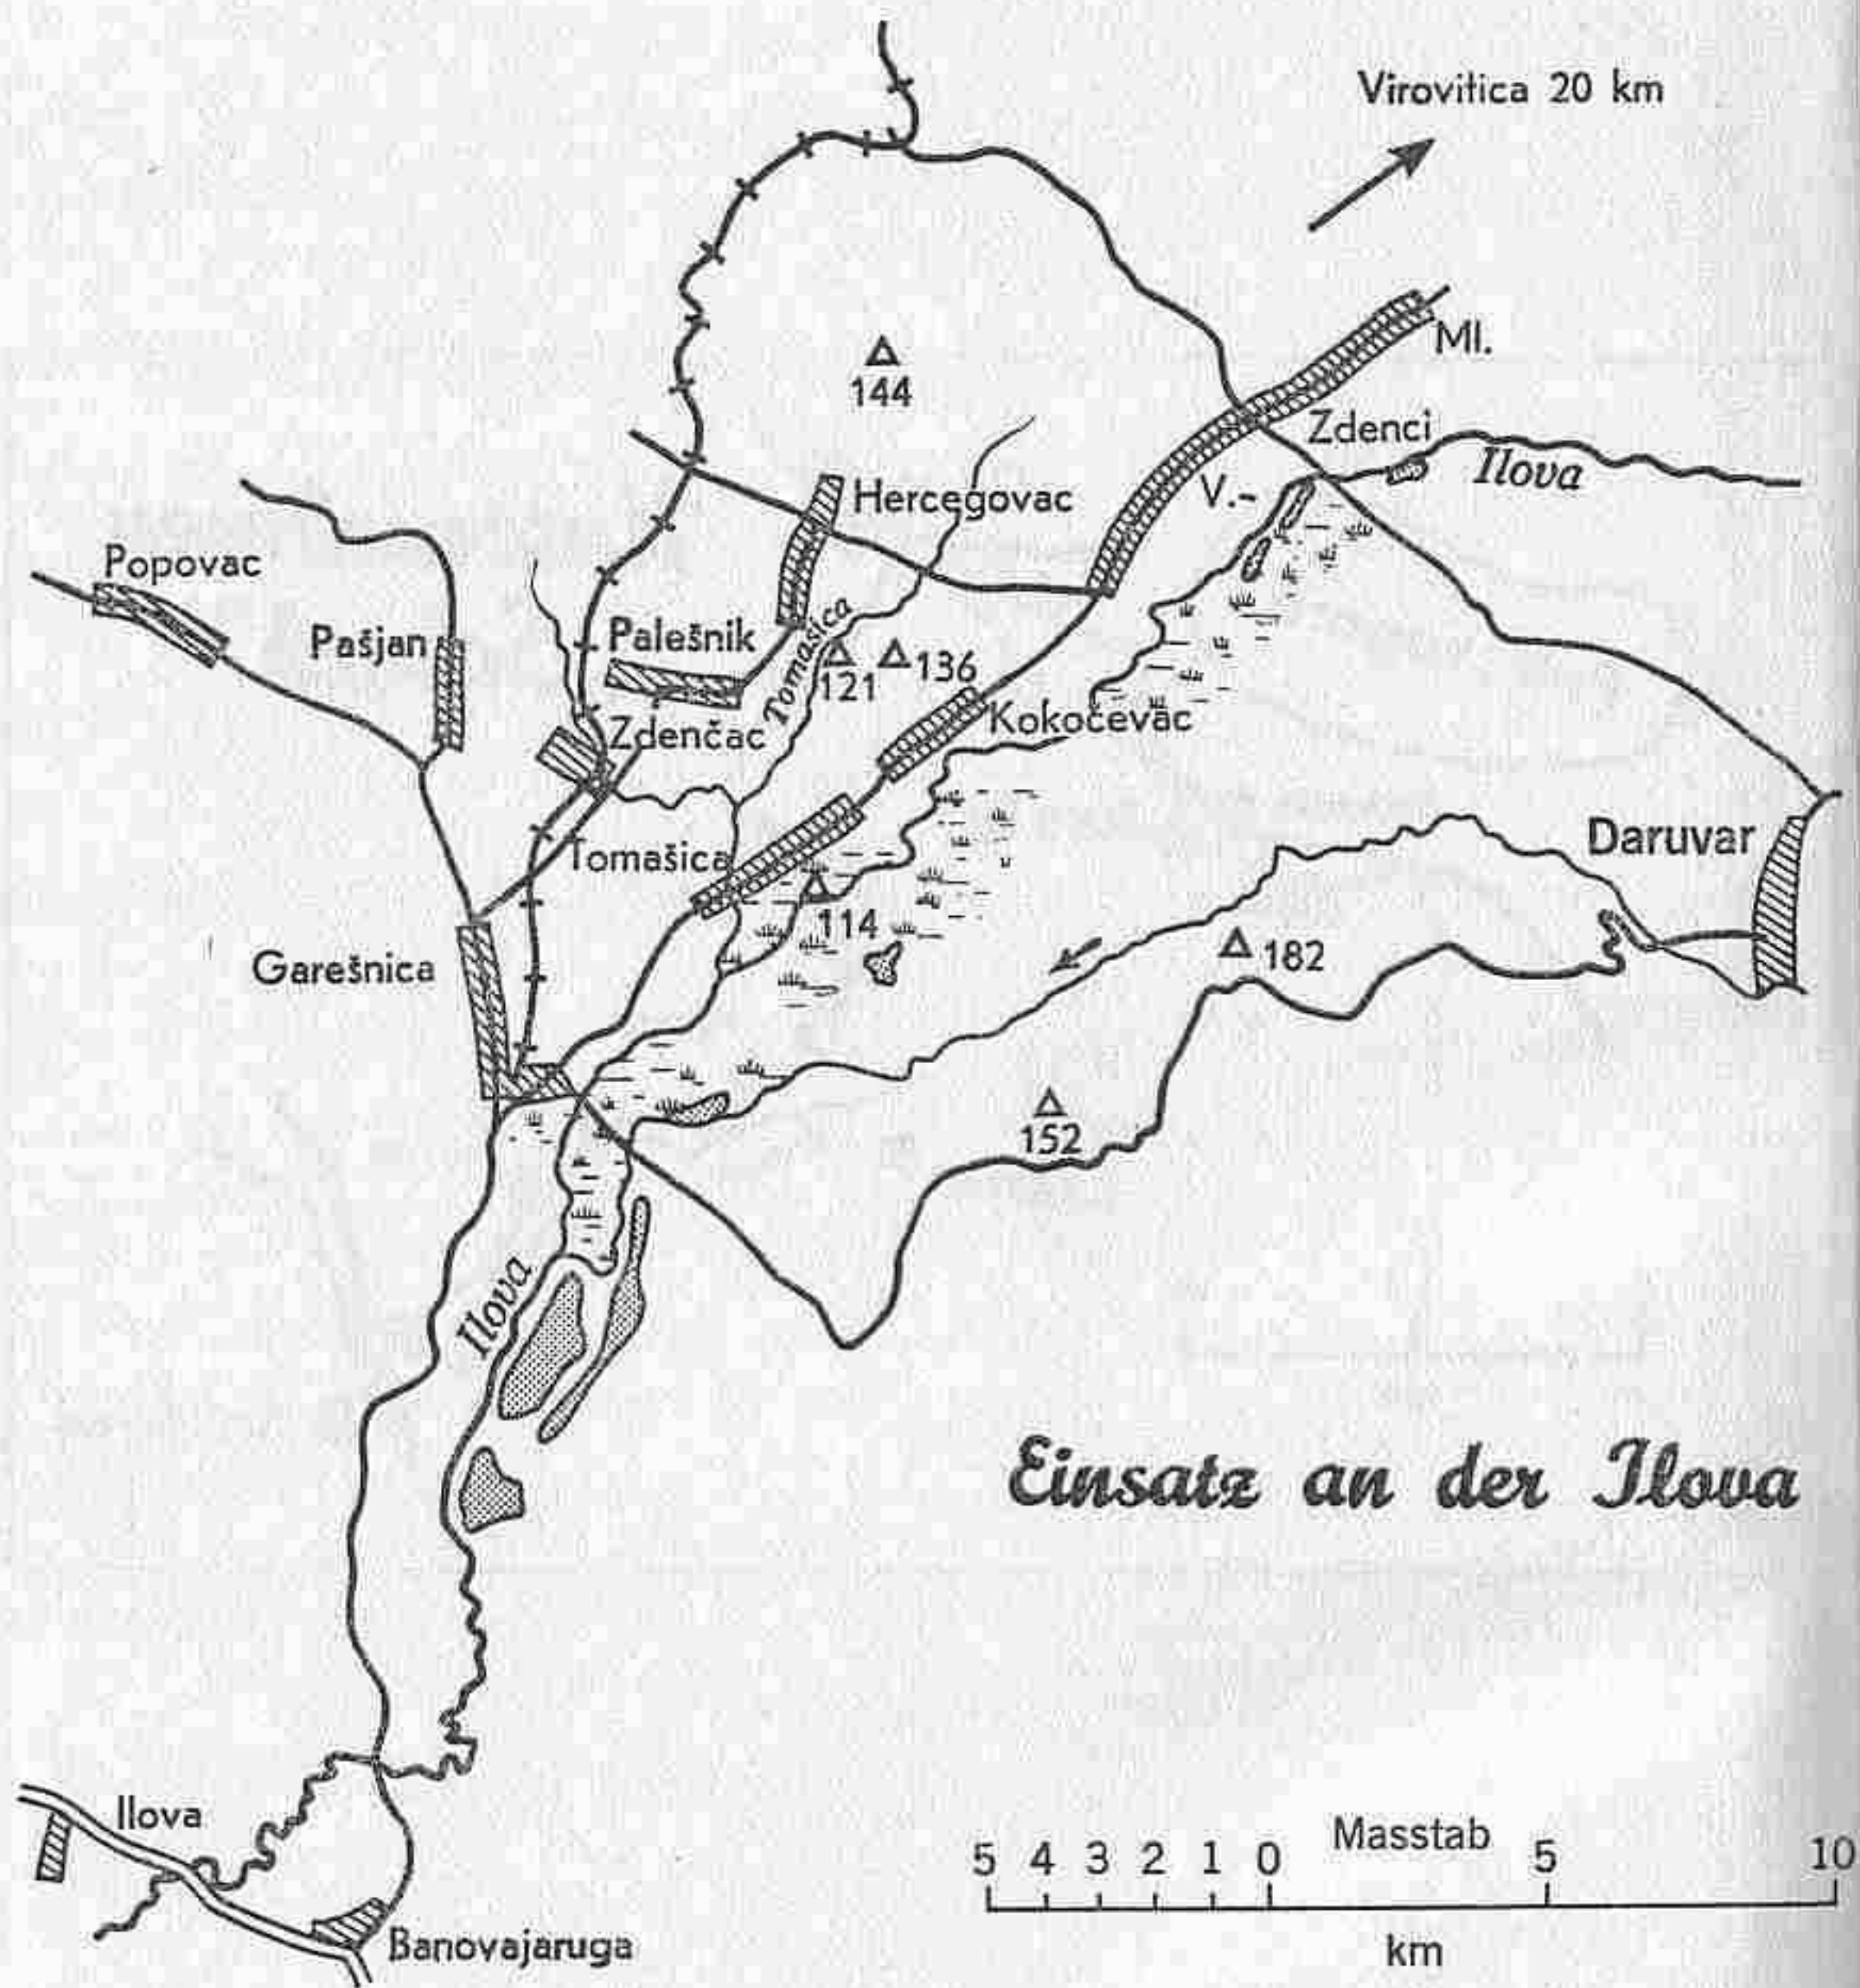 Virovitica 20 km
Ml.
144
Zdenci
Ilova
V.-
Hercegovac
Popovac
Pašjan
Palešnik
Tomašica
121
136
Kokočevac
Zdenčac
Tomašica
Daruvar
114
Garešnica
182
152
Ilova
Einsatz an der Ilova
Ilova
Masstab
5 4 3 2 1 0 5 10
km
Banovajaruga